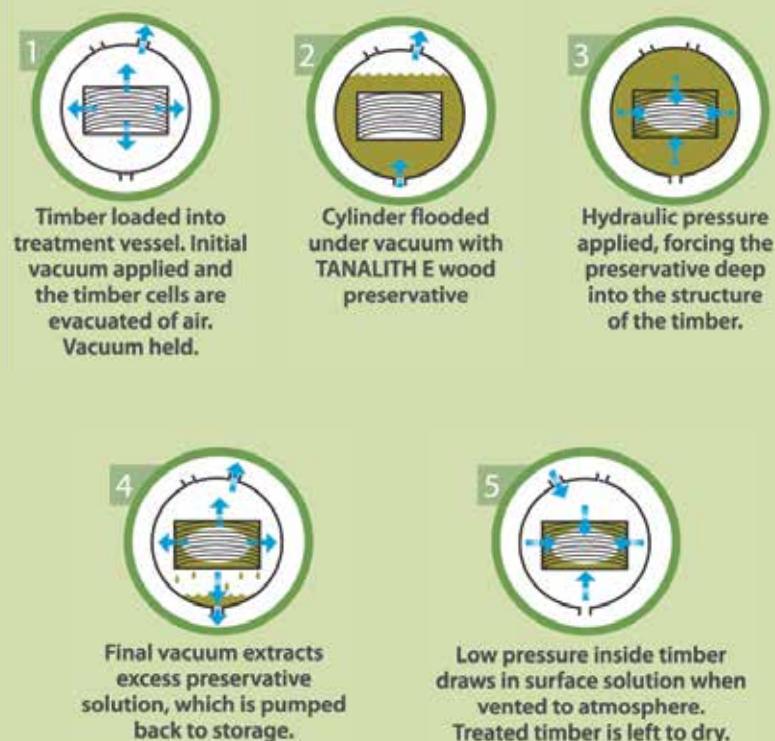 1
Timber loaded into
treatment vessel. Initial
vacuum applied and
the timber cells are
evacuated of air.
Vacuum held.
2
Cylinder flooded
under vacuum with
TANALITH E wood
preservative
3
Hydraulic pressure
applied, forcing the
preservative deep
into the structure
of the timber.
4
Final vacuum extracts
excess preservative
solution, which is pumped
back to storage.
5
Low pressure inside timber
draws in surface solution when
vented to atmosphere.
Treated timber is left to dry.